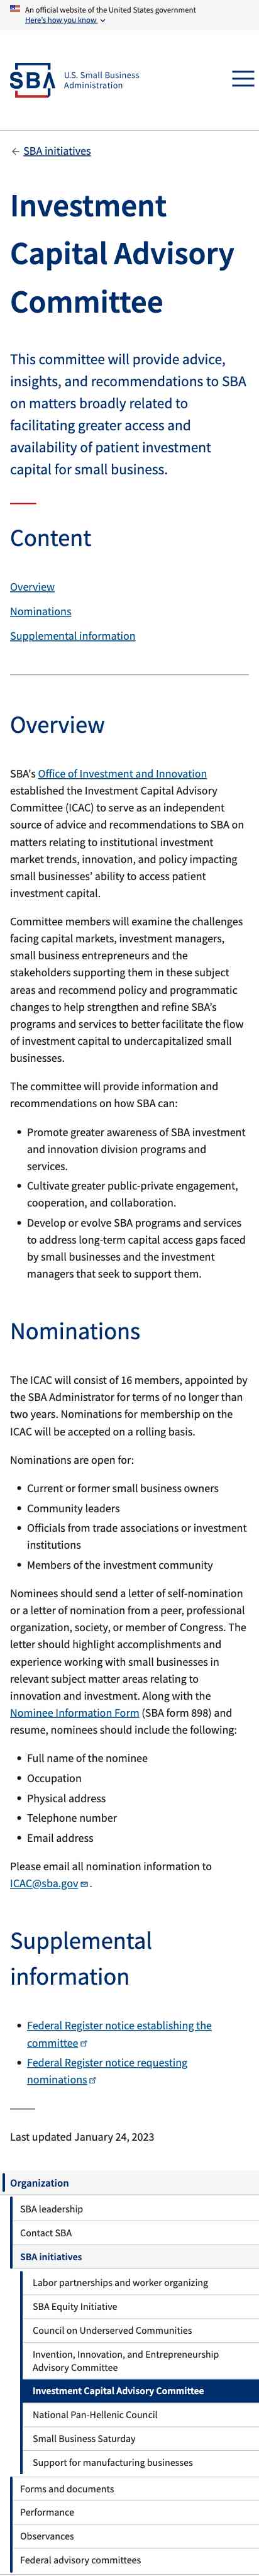 An official website of the United States government
Here's how you know
SBA
U.S. Small Business
Administration
SBA initiatives
Investment
Capital Advisory
Committee
This committee will provide advice,
insights, and recommendations to SBA
on matters broadly related to
facilitating greater access and
availability of patient investment
capital for small business.
Content
Overview
Nominations
Supplemental information
Overview
SBA's Office of Investment and Innovation
established the Investment Capital Advisory
Committee (ICAC) to serve as an independent
source of advice and recommendations to SBA on
matters relating to institutional investment
market trends, innovation, and policy impacting
small businesses' ability to access patient
investment capital.
Committee members will examine the challenges
facing capital markets, investment managers,
small business entrepreneurs and the
stakeholders supporting them in these subject
areas and recommend policy and programmatic
changes to help strengthen and refine SBA's
programs and services to better facilitate the flow
of investment capital to undercapitalized small
businesses.
The committee will provide information and
recommendations on how SBA can:
• Promote greater awareness of SBA investment
and innovation division programs and
services.
• Cultivate greater public-private engagement,
cooperation, and collaboration.
• Develop or evolve SBA programs and services
to address long-term capital access gaps faced
by small businesses and the investment
managers that seek to support them.
Nominations
The ICAC will consist of 16 members, appointed by
the SBA Administrator for terms of no longer than
two years. Nominations for membership on the
ICAC will be accepted on a rolling basis.
Nominations are open for:
• Current or former small business owners
• Community leaders
• Officials from trade associations or investment
institutions
• Members of the investment community
Nominees should send a letter of self-nomination
or a letter of nomination from a peer, professional
organization, society, or member of Congress. The
letter should highlight accomplishments and
experience working with small businesses in
relevant subject matter areas relating to
innovation and investment. Along with the
Nominee Information Form (SBA form 898) and
resume, nominees should include the following:
• Full name of the nominee
• Occupation
• Physical address
• Telephone number
• Email address
Please email all nomination information to
ICAC@sba.gov.
Supplemental
information
• Federal Register notice establishing the
committee
• Federal Register notice requesting
nominations
Last updated January 24, 2023
Organization
SBA leadership
Contact SBA
SBA initiatives
Labor partnerships and worker organizing
SBA Equity Initiative
Council on Underserved Communities
Invention, Innovation, and Entrepreneurship
Advisory Committee
Investment Capital Advisory Committee
National Pan-Hellenic Council
Small Business Saturday
Support for manufacturing businesses
Forms and documents
Performance
Observances
Federal advisory committees